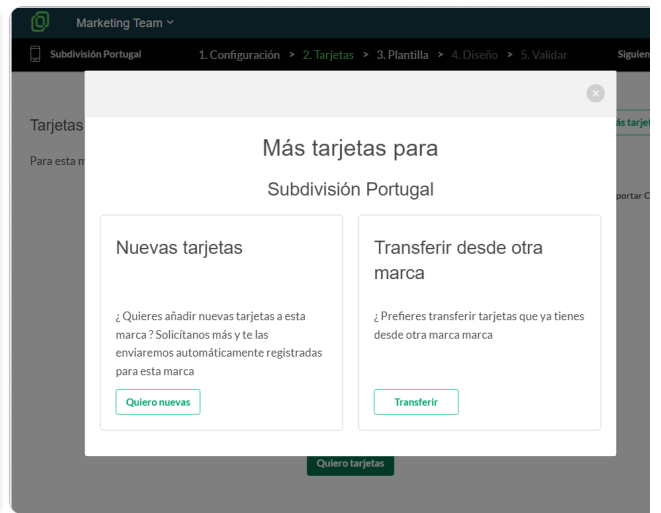 Marketing Team
Subdivisión Portugal
1. Configuración > 2. Tarjetas > 3. Plantilla > 4. Diseño > 5. Validar
Tarjetas
Para esta
Más tarjetas para
Subdivisión Portugal
Nuevas tarjetas
¿ Quieres añadir nuevas tarjetas a esta
marca ? Solicítanos más y te las
enviaremos automáticamente registradas
para esta marca
Quiero nuevas
Transferir desde otra
marca
¿ Prefieres transferir tarjetas que ya tienes
desde otra marca marca
Transferir
Quiero tarjetas